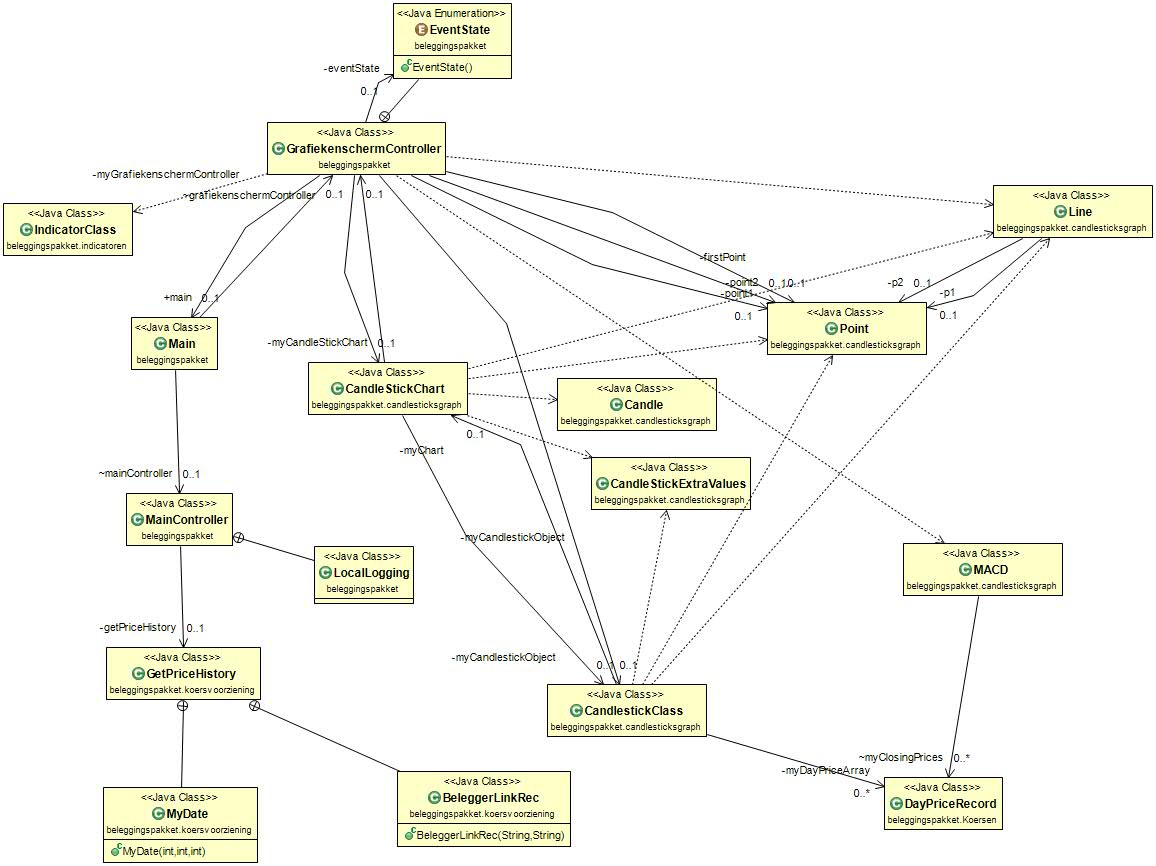 <<Java Enumeration>>
EventState
beleggingspakket
EventState()
-eventState
0..1
<<Java Class>>
GrafiekenschermController
beleggingspakket
-myGrafiekenschermController
~grafiekenschermController
0..1
0..1
<<Java Class>>
IndicatorClass
beleggingspakket.indicatoren
<<Java Class>>
Line
beleggingspakket.candlesticksgraph
-firstPoint
-point2
0..1
0..1
-point1
0..1
-p2
0..1
-p1
0..1
+main
0..1
<<Java Class>>
Main
beleggingspakket
<<Java Class>>
Point
beleggingspakket.candlesticksgraph
-myCandleStickChart
0..1
<<Java Class>>
CandleStickChart
beleggingspakket.candlesticksgraph
<<Java Class>>
Candle
beleggingspakket.candlesticksgraph
-myChart
0..1
<<Java Class>>
CandleStickExtraValues
beleggingspakket.candlesticksgraph
~mainController
0..1
<<Java Class>>
MainController
beleggingspakket
<<Java Class>>
LocalLogging
beleggingspakket
-myCandlestickObject
<<Java Class>>
MACD
beleggingspakket.candlesticksgraph
-getPriceHistory
0..1
<<Java Class>>
GetPriceHistory
beleggingspakket.koersvoorziening
-myCandlestickObject
0..1
0..1
<<Java Class>>
CandlestickClass
beleggingspakket.candlesticksgraph
~myClosingPrices
0..*
-myDayPriceArray
0..*
<<Java Class>>
DayPriceRecord
beleggingspakket.Koersen
<<Java Class>>
MyDate
beleggingspakket.koersvoorziening
MyDate(int,int,int)
<<Java Class>>
BeleggerLinkRec
beleggingspakket.koersvoorziening
BeleggerLinkRec(String,String)